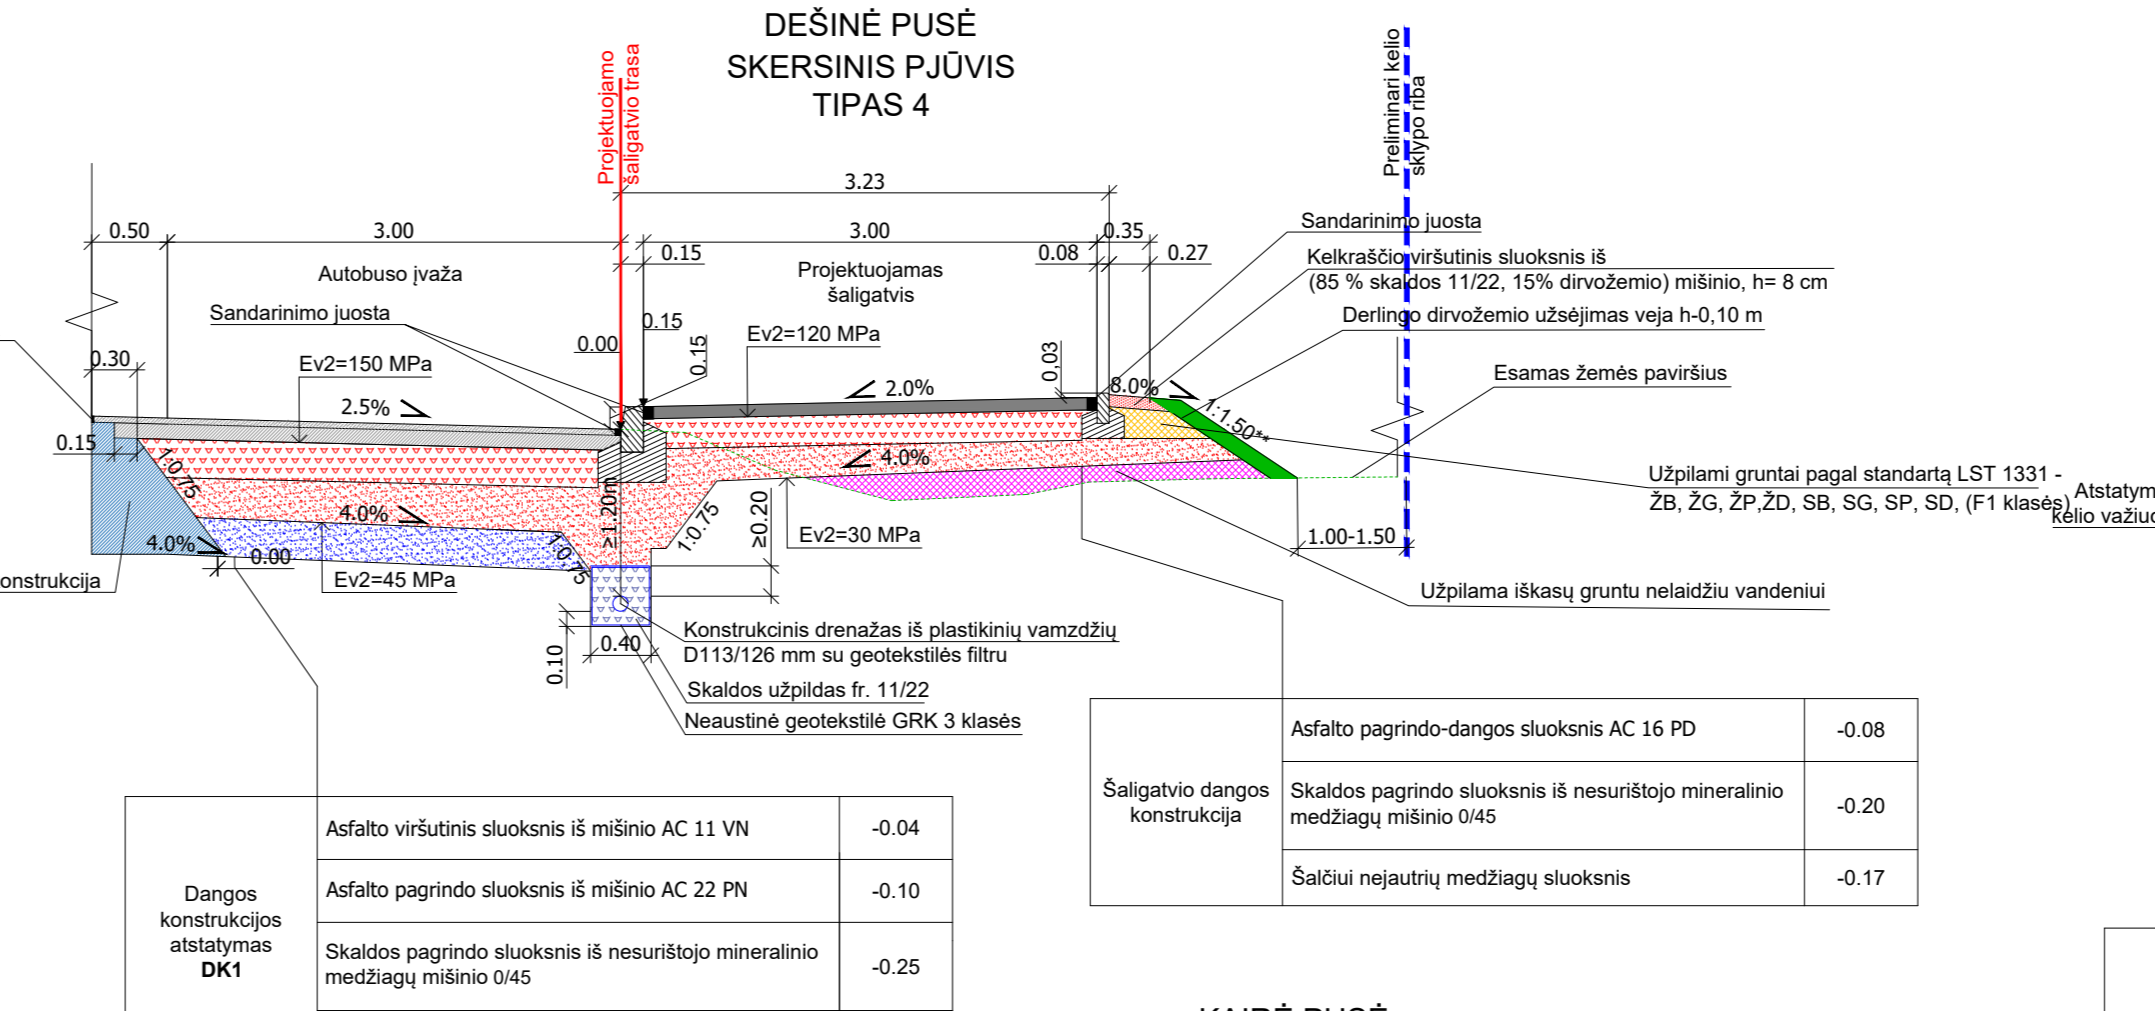 DEŠINĖ PUSĖ
SKERSINIS PJŪVIS
TIPAS 4
Projektuojamo
šaligatvio trasa
Preliminari kelio
sklypo riba
3.23
0.50
3.00
3.00
0.35
0.15
0.08
0.27
Autobuso įvaža
Projektuojamas
šaligatvis
Sandarinimo juosta
Sandarinimo juosta
Kelkraščio viršutinis sluoksnis iš
(85 % skaldos 11/22, 15% dirvožemio) mišinio, h= 8 cm
Derlingo dirvožemio užsėjimas veja h-0,10 m
0.15
0.00
0.15
Ev2=120 MPa
0,03
0.30
Ev2=150 MPa
Esamas žemės paviršius
2.5%
2.0%
8.0%
1:1.50**
0.15
1:0.75
4.0%
Užpilami gruntai pagal standartą LST 1331 -
ŽB, ŽG, ŽP,ŽD, SB, SG, SP, SD, (F1 klasės)
Atstatym
kelio važiuo
4.0%
≥1.20m
1:0.75
≥0.20
Ev2=30 MPa
1.00-1.50
4.0%
0.00
1:0.75
Ev2=45 MPa
onstrukcija
Užpilama iškasų gruntu nelaidžiu vandeniui
0.10
0.40
Konstrukcinis drenažas iš plastikinių vamzdžių
D113/126 mm su geotekstilės filtru
Skaldos užpildas fr. 11/22
Neaustinė geotekstilė GRK 3 klasės
Šaligatvio dangos
konstrukcija
Asfalto pagrindo-dangos sluoksnis AC 16 PD
-0.08
Skaldos pagrindo sluoksnis iš nesurištojo mineralinio
medžiagų mišinio 0/45
-0.20
Šalčiui nejautrių medžiagų sluoksnis
-0.17
Dangos
konstrukcijos
atstatymas
DK1
Asfalto viršutinis sluoksnis iš mišinio AC 11 VN
-0.04
Asfalto pagrindo sluoksnis iš mišinio AC 22 PN
-0.10
Skaldos pagrindo sluoksnis iš nesurištojo mineralinio
medžiagų mišinio 0/45
-0.25
KAIRĖ PUSĖ